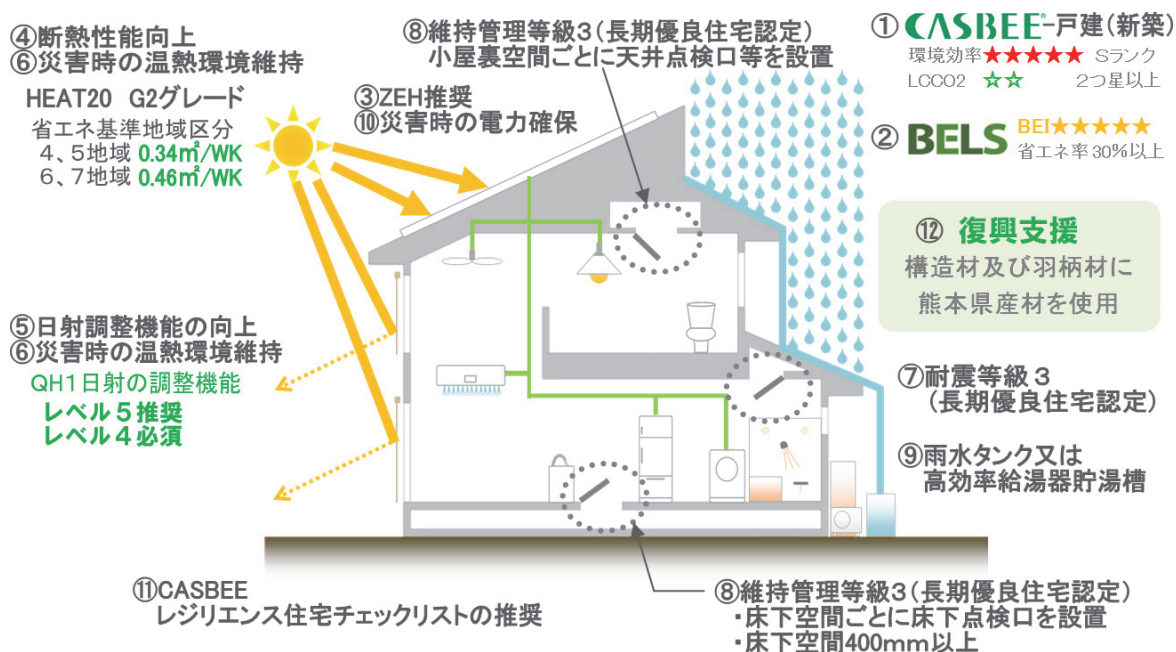 ④断熱性能向上
⑥災害時の温熱環境維持
HEAT20 G2グレード
省エネ基準地域区分
4、5地域 0.34㎡/WK
6、7地域 0.46㎡/WK
⑧維持管理等級3(長期優良住宅認定)
小屋裏空間ごとに天井点検口等を設置
③ZEH推奨
⑩災害時の電力確保
① CASBEE®-戸建(新築)
環境効率★★★★★ Sランク
LCCO2 ☆☆ 2つ星以上
② BELS BEI★★★★★
省エネ率30%以上
⑫ 復興支援
構造材及び羽柄材に
熊本県産材を使用
⑤日射調整機能の向上
⑥災害時の温熱環境維持
QH1日射の調整機能
レベル5推奨
レベル4必須
⑦耐震等級3
(長期優良住宅認定)
⑨雨水タンク又は
高効率給湯器貯湯槽
⑪CASBEE
レジリエンス住宅チェックリストの推奨
⑧維持管理等級3(長期優良住宅認定)
・床下空間ごとに床下点検口を設置
・床下空間400mm以上